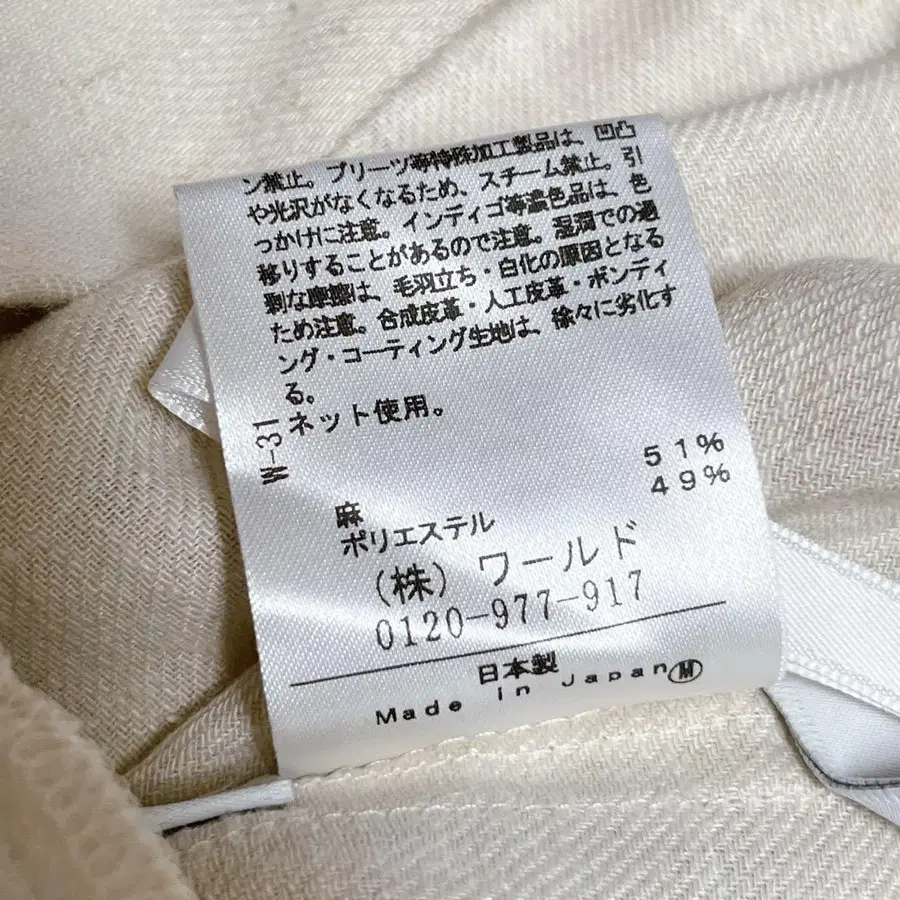 ン禁止。プリーツ等特殊加工製品は、凹凸
や光沢がなくなるため、スチーム禁止。引
っかけに注意。インディゴ等濃色品は、色
移りすることがあるので注意。湿潤での過
剰な摩擦は、毛羽立ち・白化の原因となる
ため注意。合成皮革・人工皮革・ボンディ
ング・コーティング生地は、徐々に劣化す
る。
ネット使用。
W-31
麻 51%
ポリエステル 49%
(株) ワールド
0120-977-917
日本製
Made in Japan M